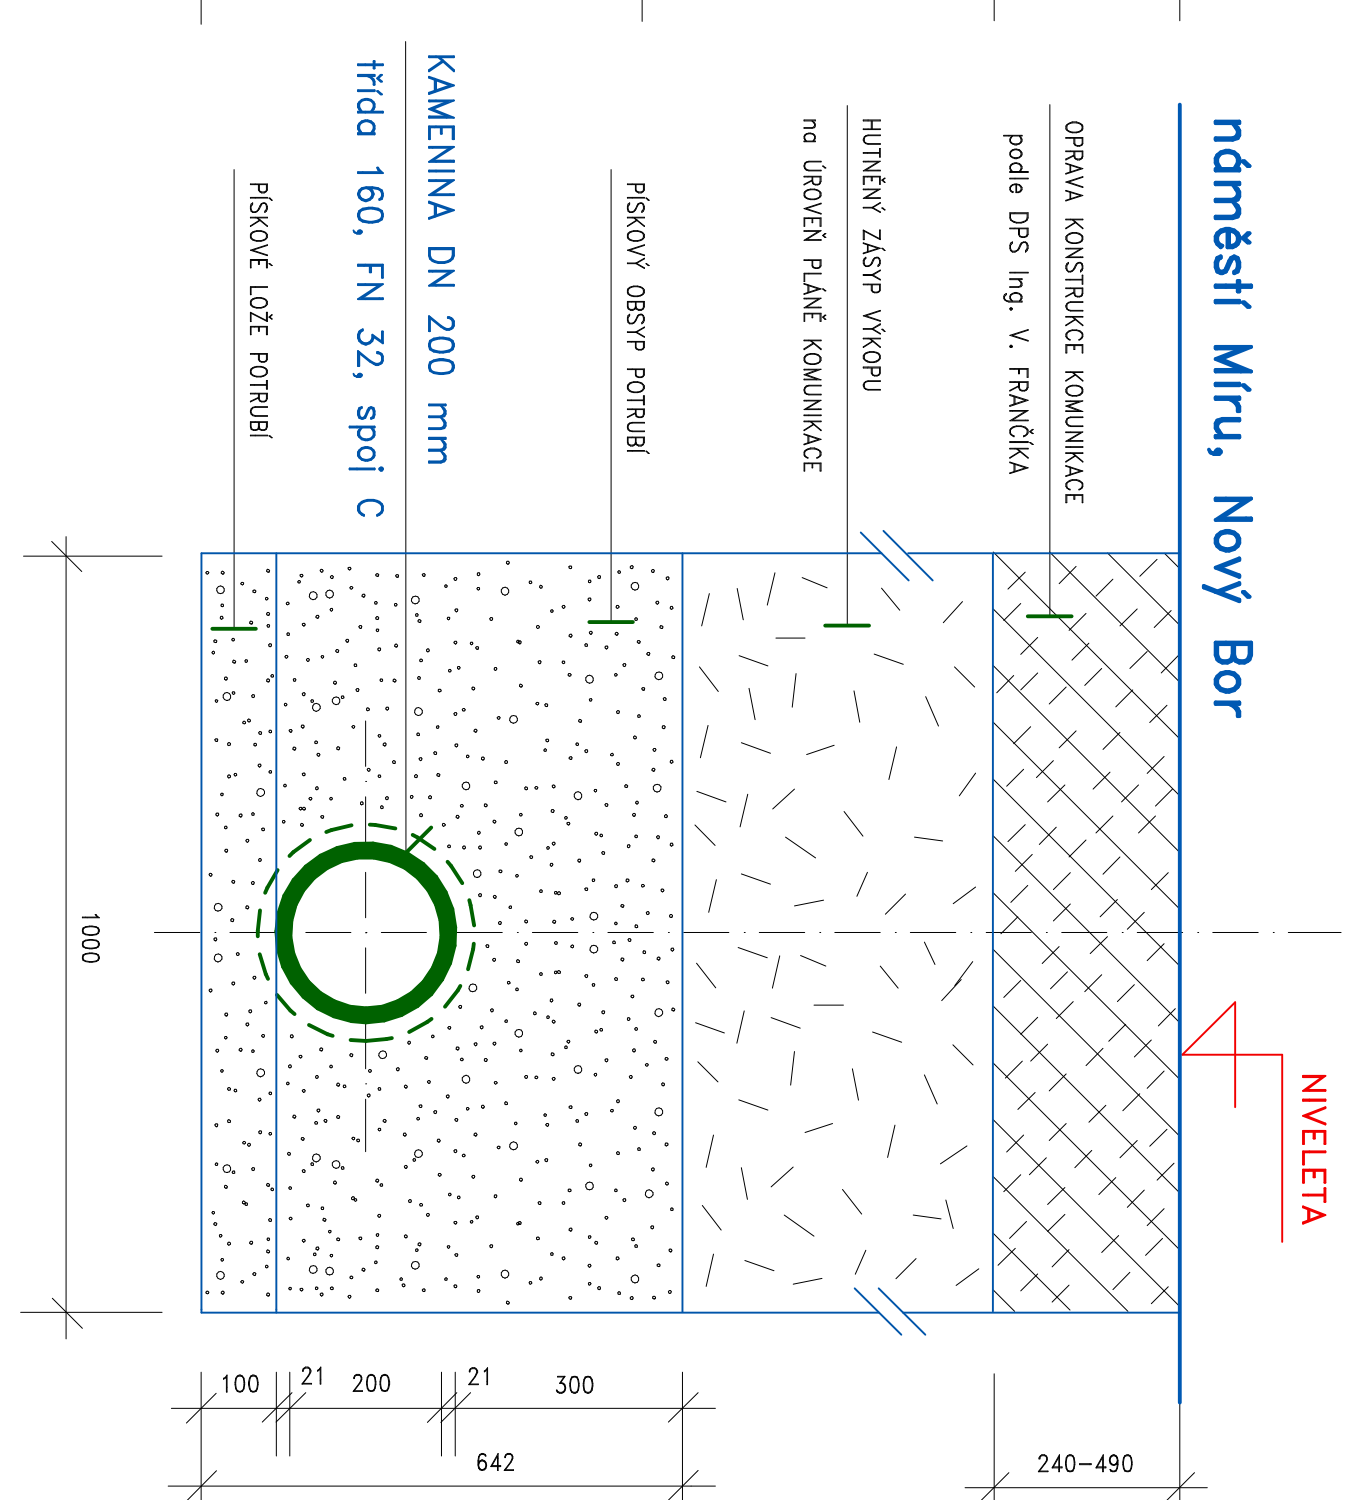 náměstí Míru, Nový Bor
NIVELETA
OPRAVA KONSTRUKCE KOMUNIKACE
podle DPS Ing. V. FRANČÍKA
HUTNĚNÝ ZÁSYP VÝKOPU
na ÚROVEŇ PLÁNĚ KOMUNIKACE
PÍSKOVÝ OBSYP POTRUBÍ
KAMENINA DN 200 mm
třída 160, FN 32, spoj C
PÍSKOVÉ LOŽE POTRUBÍ
1000
100
21
200
21
300
642
240-490